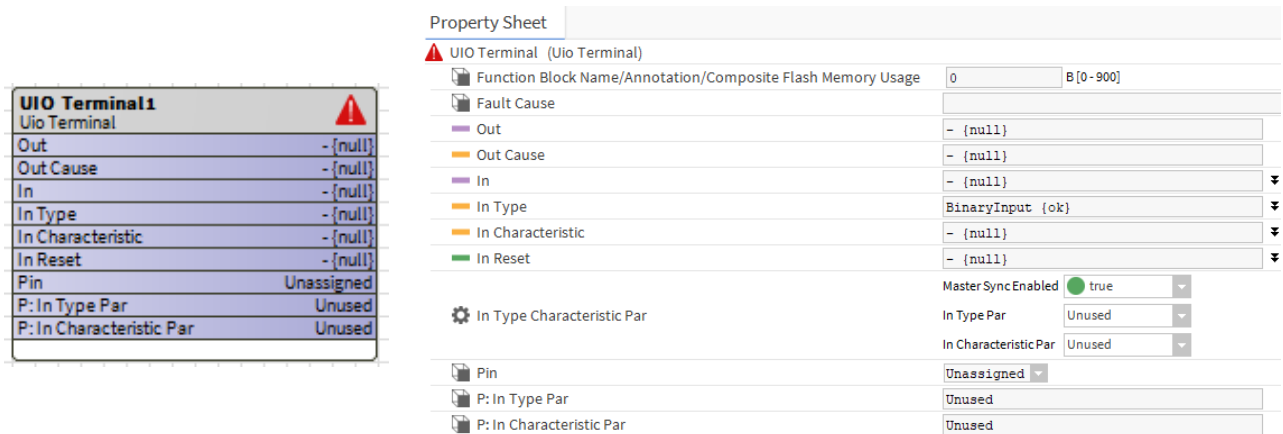 UIO Terminal1
Uio Terminal
Out - {null}
Out Cause - {null}
In - {null}
In Type - {null}
In Characteristic - {null}
In Reset - {null}
Pin Unassigned
P: In Type Par Unused
P: In Characteristic Par Unused
Property Sheet
UIO Terminal (Uio Terminal)
Function Block Name/Annotation/Composite Flash Memory Usage 0 B [0 - 900]
Fault Cause
Out - {null}
Out Cause - {null}
In - {null}
In Type BinaryInput {ok}
In Characteristic - {null}
In Reset - {null}
Master Sync Enabled true
In Type Characteristic Par In Type Par Unused
In Characteristic Par Unused
Pin Unassigned
P: In Type Par Unused
P: In Characteristic Par Unused